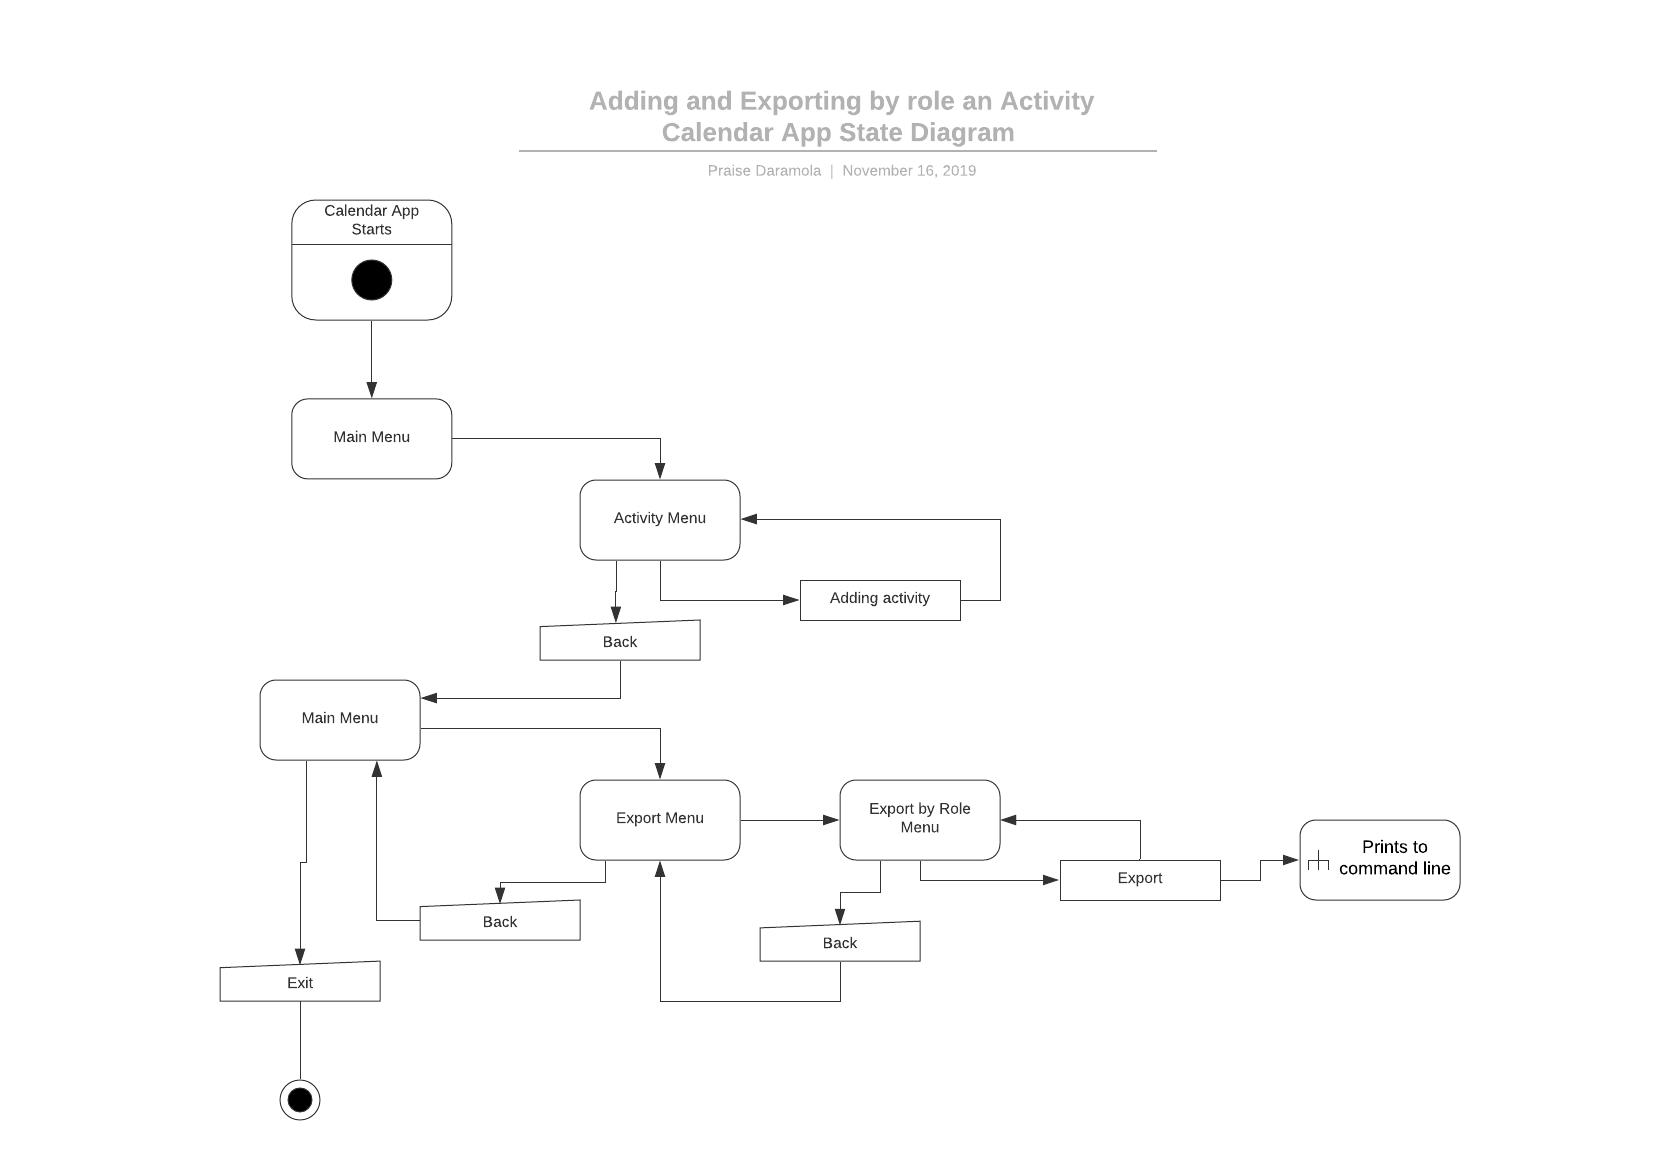 Adding and Exporting by role an Activity
Calendar App State Diagram
Praise Daramola | November 16, 2019
Calendar App
Starts
Main Menu
Activity Menu
Adding activity
Back
Main Menu
Export Menu
Export by Role
Menu
Prints to
command line
Export
Back
Back
Exit